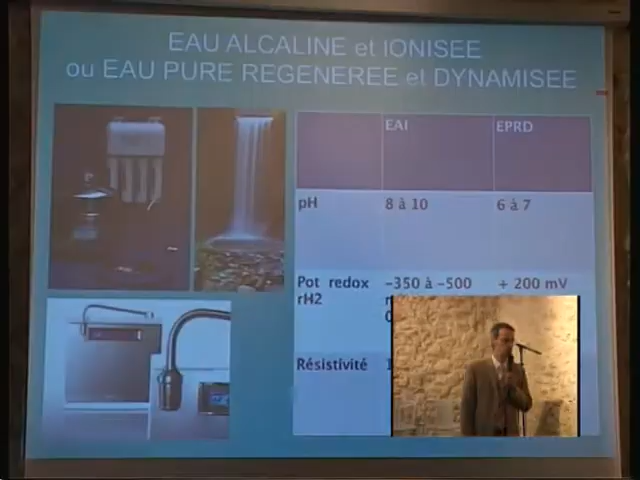 EAU ALCALINE et IONISEE
ou EAU PURE REGENEREE et DYNAMISEE
EAI EPRD
pH 8 à 10 6 à 7
Pot redox -350 à -500 + 200 mV
rH2
Résistivité